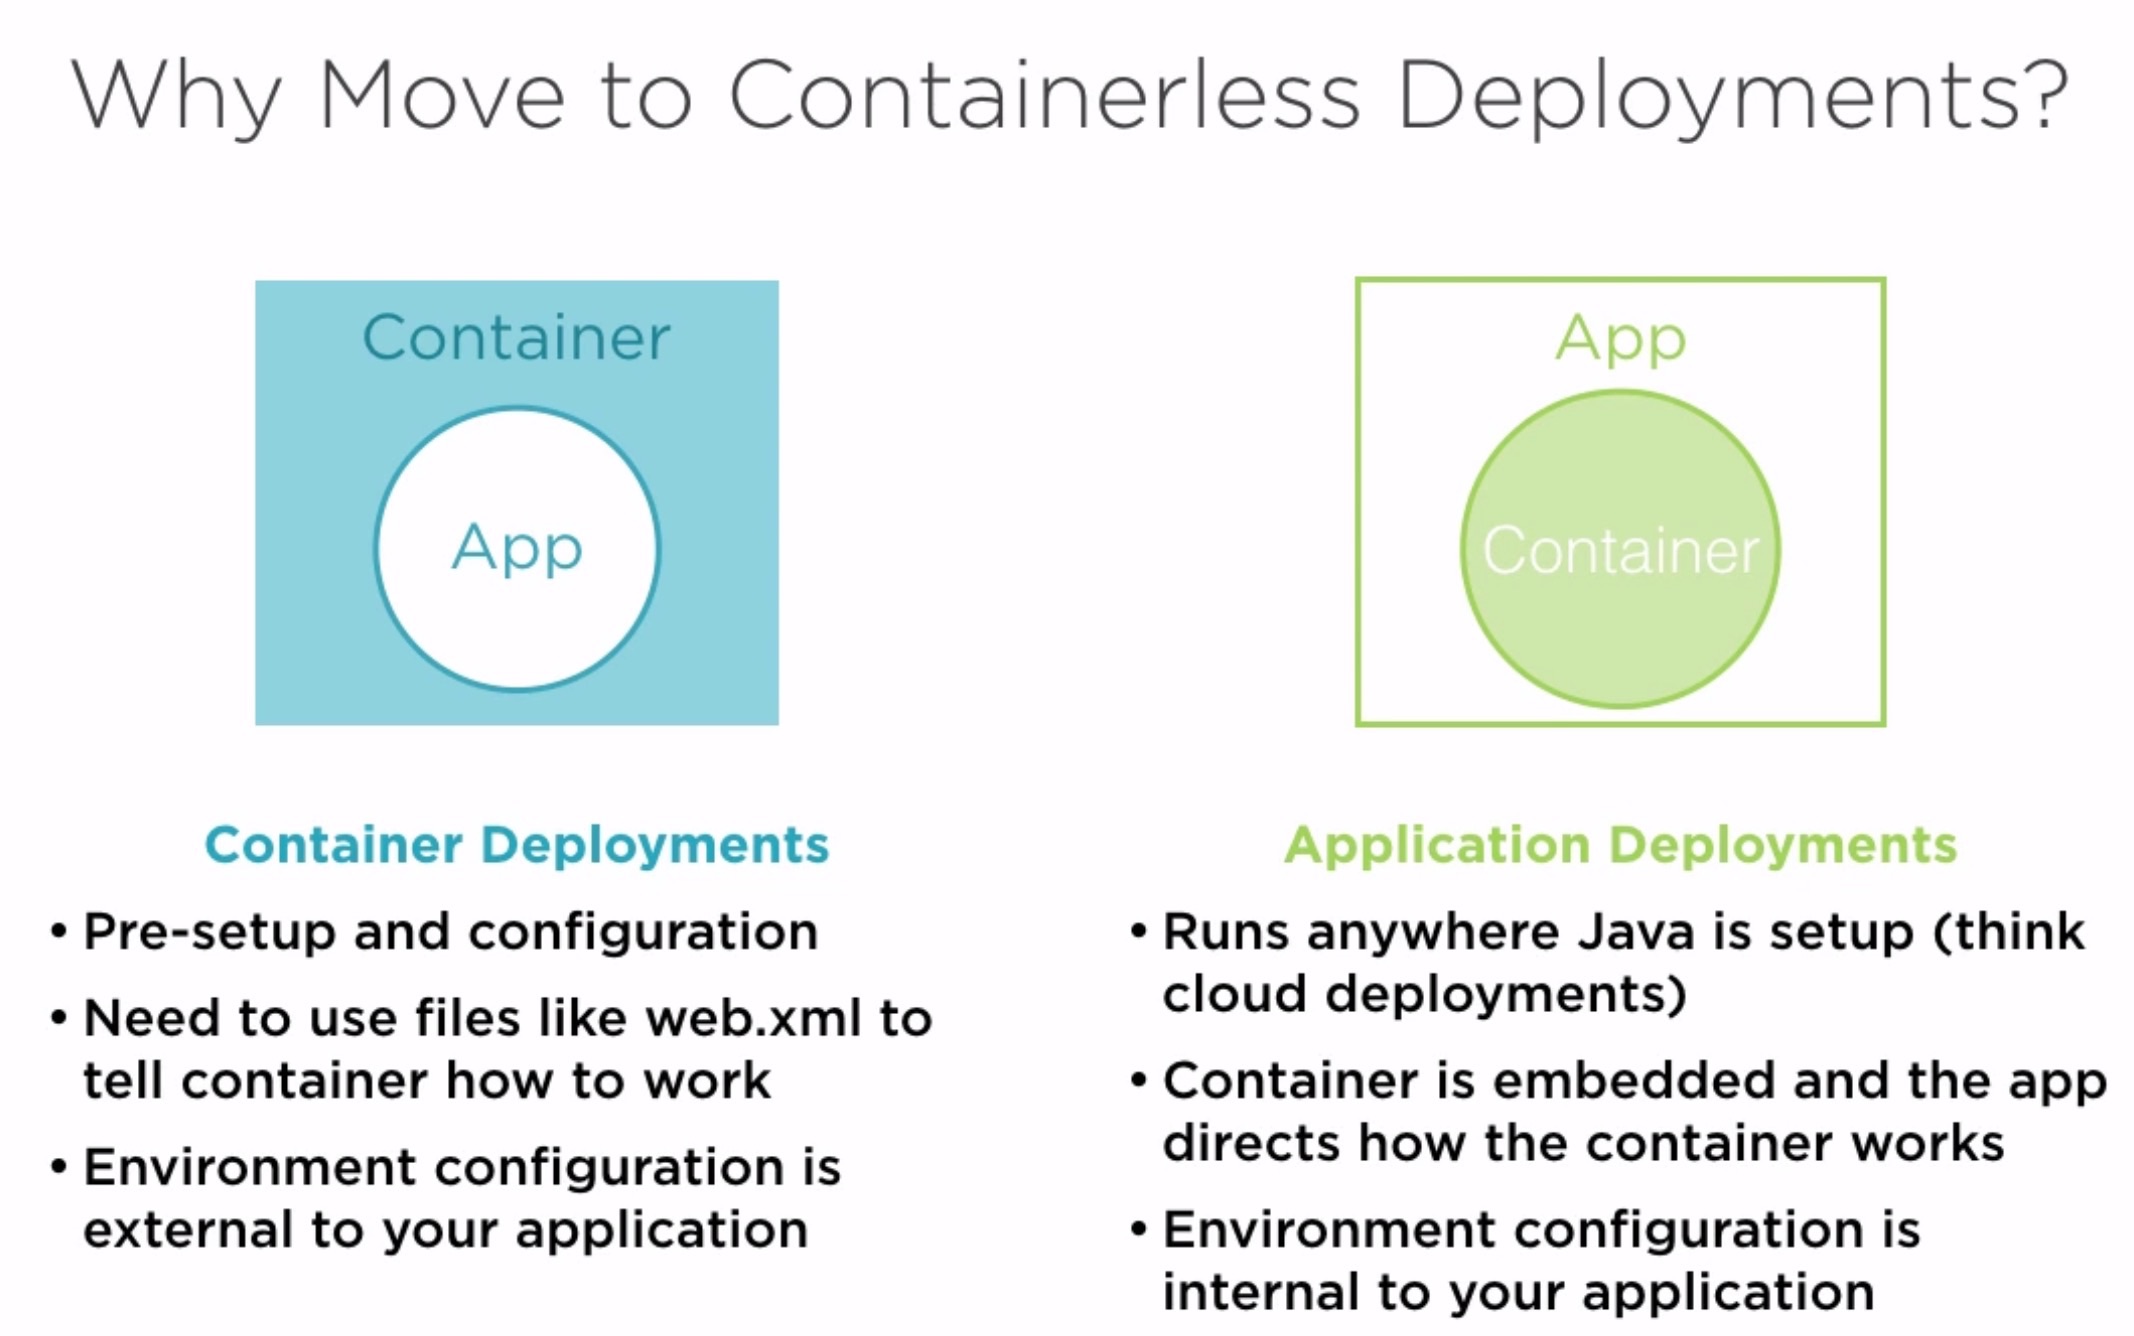 Why Move to Containerless Deployments?
Container
App
Container Deployments
• Pre-setup and configuration
• Need to use files like web.xml to
tell container how to work
• Environment configuration is
external to your application
App
Container
Application Deployments
• Runs anywhere Java is setup (think
cloud deployments)
• Container is embedded and the app
directs how the container works
• Environment configuration is
internal to your application